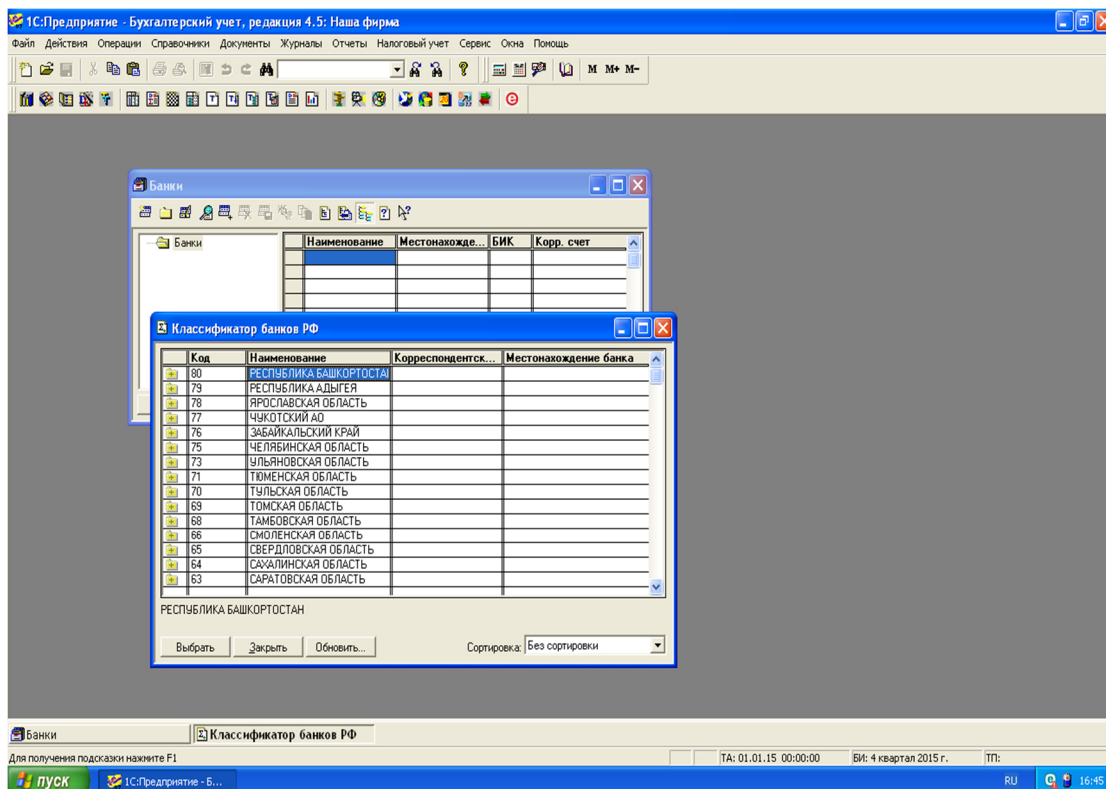 1С:Предприятие - Бухгалтерский учет, редакция 4.5: Наша фирма
Файл Действия Операции Справочники Документы Журналы Отчеты Налоговый учет Сервис Окна Помощь
M M+ M-
Банки
Банки
Наименование Местонахожде... БИК Корр. счет
Классификатор банков РФ
Код Наименование Корреспондентск... Местонахождение банка
80 РЕСПУБЛИКА БАШКОРТОСТАН
79 РЕСПУБЛИКА АДЫГЕЯ
78 ЯРОСЛАВСКАЯ ОБЛАСТЬ
77 ЧУКОТСКИЙ АО
76 ЗАБАЙКАЛЬСКИЙ КРАЙ
75 ЧЕЛЯБИНСКАЯ ОБЛАСТЬ
73 УЛЬЯНОВСКАЯ ОБЛАСТЬ
71 ТЮМЕНСКАЯ ОБЛАСТЬ
70 ТУЛЬСКАЯ ОБЛАСТЬ
69 ТОМСКАЯ ОБЛАСТЬ
68 ТАМБОВСКАЯ ОБЛАСТЬ
66 СМОЛЕНСКАЯ ОБЛАСТЬ
65 СВЕРДЛОВСКАЯ ОБЛАСТЬ
64 САХАЛИНСКАЯ ОБЛАСТЬ
63 САРАТОВСКАЯ ОБЛАСТЬ
РЕСПУБЛИКА БАШКОРТОСТАН
Выбрать Закрыть Обновить... Сортировка: Без сортировки
Банки Классификатор банков РФ
Для получения подсказки нажмите F1 ТА: 01.01.15 00:00:00 БИ: 4 квартал 2015 г. ТП:
пуск 1С:Предприятие - Б... RU 16:45